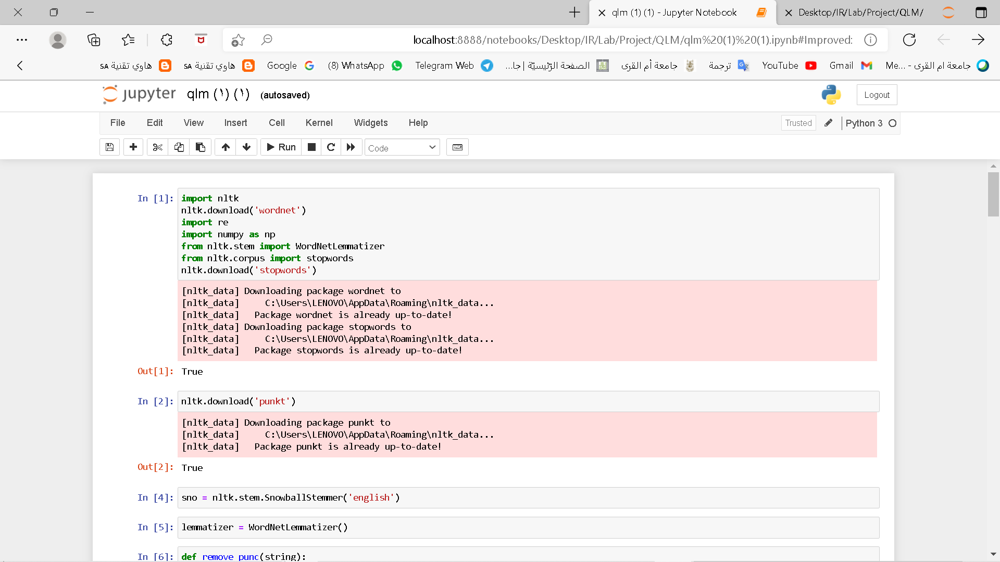 qlm (1) (1) - Jupyter Notebook
Desktop/IR/Lab/Project/QLM/
localhost:8888/notebooks/Desktop/IR/Lab/Project/QLM/qlm%20(1)%20(1).ipynb#Improved:
هاوي تقنية SA
هاوي تقنية SA
Google
(8) WhatsApp
Telegram Web
الصفحة الرّئيسيّة | جا...
جامعة أم القرى
ترجمة
YouTube
Gmail
جامعة ام القرى - Me...
jupyter qlm (١) (١) (autosaved)
Logout
File Edit View Insert Cell Kernel Widgets Help
Trusted Python 3
Run Code
In [1]: import nltk
nltk.download('wordnet')
import re
import numpy as np
from nltk.stem import WordNetLemmatizer
from nltk.corpus import stopwords
nltk.download('stopwords')
[nltk_data] Downloading package wordnet to
[nltk_data]     C:\Users\LENOVO\AppData\Roaming\nltk_data...
[nltk_data]   Package wordnet is already up-to-date!
[nltk_data] Downloading package stopwords to
[nltk_data]     C:\Users\LENOVO\AppData\Roaming\nltk_data...
[nltk_data]   Package stopwords is already up-to-date!
Out[1]: True
In [2]: nltk.download('punkt')
[nltk_data] Downloading package punkt to
[nltk_data]     C:\Users\LENOVO\AppData\Roaming\nltk_data...
[nltk_data]   Package punkt is already up-to-date!
Out[2]: True
In [4]: sno = nltk.stem.SnowballStemmer('english')
In [5]: lemmatizer = WordNetLemmatizer()
In [6]: def remove_punc(string):